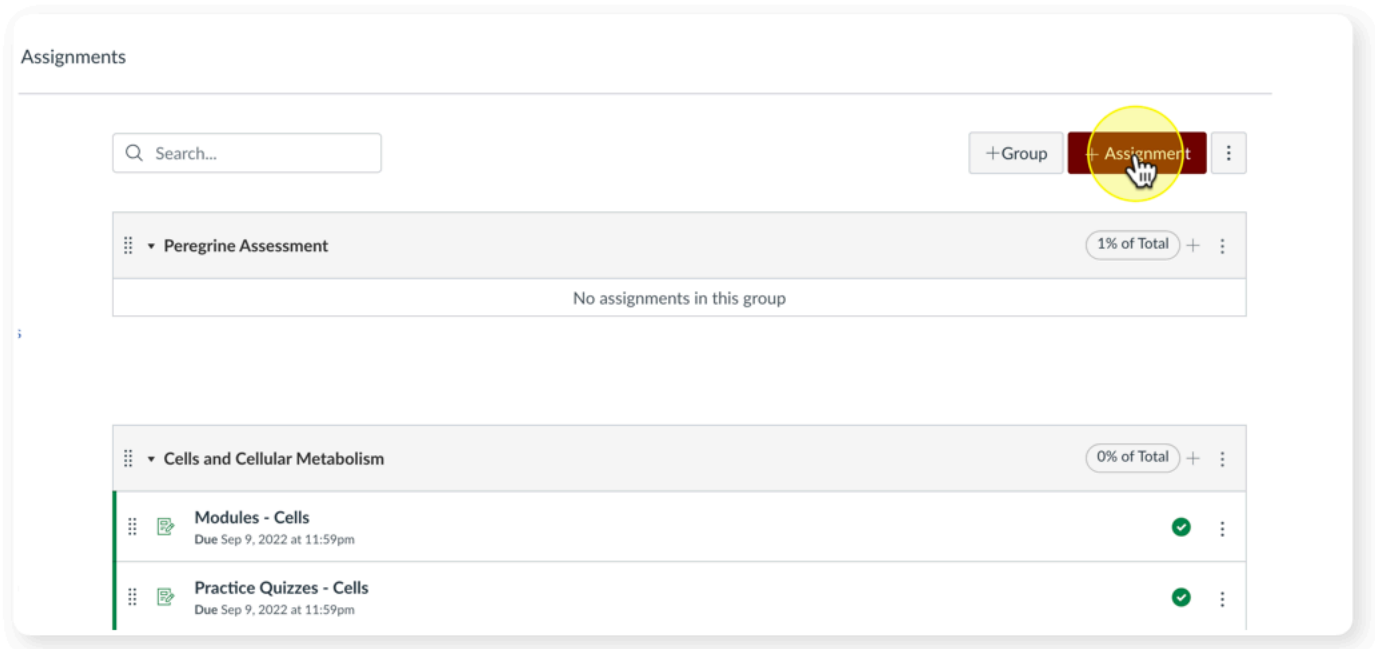 Assignments
Search...
+Group
+ Assignment
Peregrine Assessment
1% of Total
No assignments in this group
s
Cells and Cellular Metabolism
0% of Total
Modules - Cells
Due Sep 9, 2022 at 11:59pm
Practice Quizzes - Cells
Due Sep 9, 2022 at 11:59pm